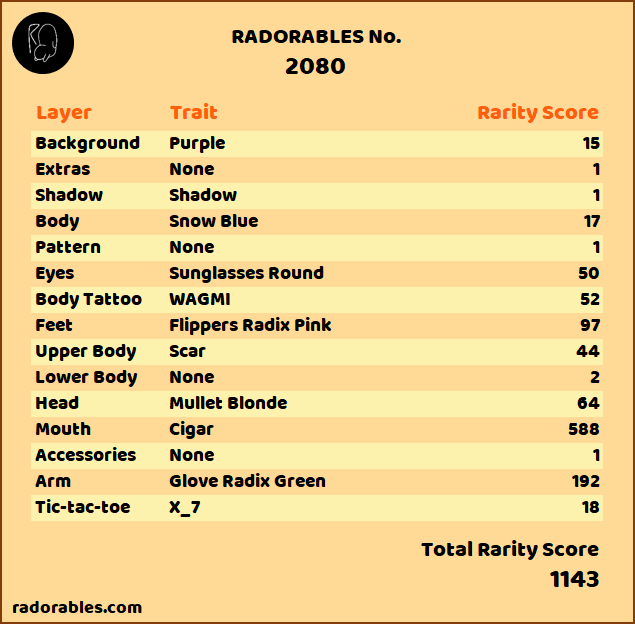 RADORABLES No.
2080
Layer Trait Rarity Score
Background Purple 15
Extras None 1
Shadow Shadow 1
Body Snow Blue 17
Pattern None 1
Eyes Sunglasses Round 50
Body Tattoo WAGMI 52
Feet Flippers Radix Pink 97
Upper Body Scar 44
Lower Body None 2
Head Mullet Blonde 64
Mouth Cigar 588
Accessories None 1
Arm Glove Radix Green 192
Tic-tac-toe X_7 18
Total Rarity Score
1143
radorables.com